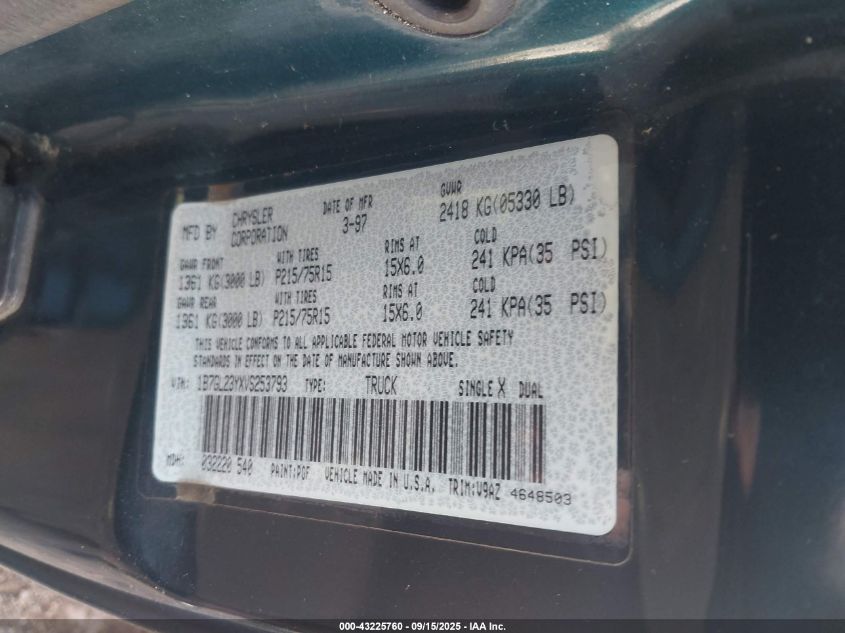 MFD BY CHRYSLER CORPORATION DATE OF MFR 3-97 GVWR 2418 KG(05330 LB)
GAWR FRONT WITH TIRES RIMS AT COLD
1361 KG(3000 LB) P215/75R15 15X6.0 241 KPA(35 PSI)
GAWR REAR WITH TIRES RIMS AT COLD
1361 KG(3000 LB) P215/75R15 15X6.0 241 KPA(35 PSI)
THIS VEHICLE CONFORMS TO ALL APPLICABLE FEDERAL MOTOR VEHICLE SAFETY
STANDARDS IN EFFECT ON THE DATE OF MANUFACTURE SHOWN ABOVE.
VIN: 1B7GL23YXVS253793 TYPE: TRUCK SINGLE X DUAL
MDH: 032220 540 PAINT:PQF VEHICLE MADE IN U.S.A. TRIM:V9AZ 4648503
000-43225760 - 09/15/2025 - IAA Inc.